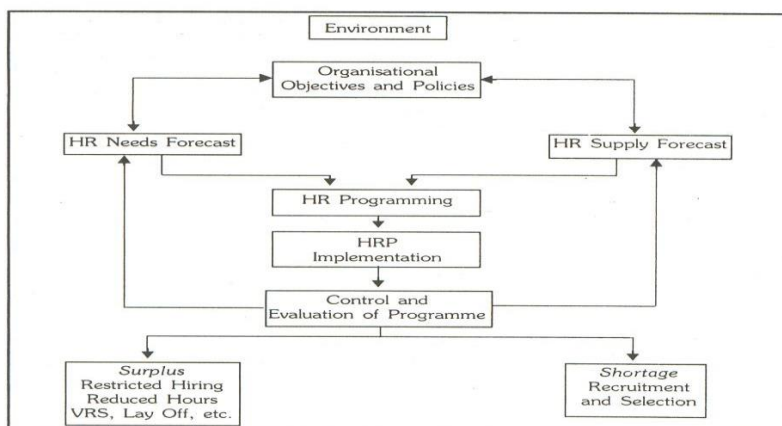 Environment
Organisational
Objectives and Policies
HR Needs Forecast
HR Supply Forecast
HR Programming
HRP
Implementation
Control and
Evaluation of Programme
Surplus
Restricted Hiring
Reduced Hours
VRS, Lay Off, etc.
Shortage
Recruitment
and Selection